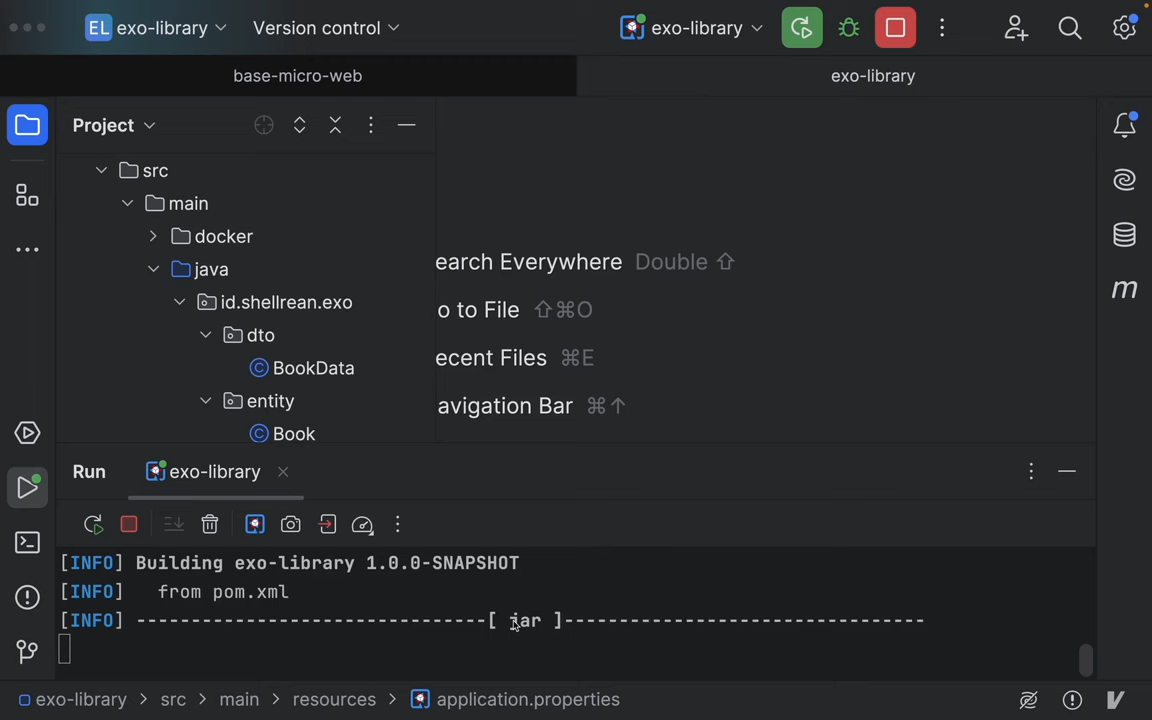 EL exo-library Version control exo-library
base-micro-web exo-library
Project
src
main
docker
java
id.shellrean.exo
dto
BookData
entity
Book
earch Everywhere Double ⇧
o to File ⇧⌘O
ecent Files ⌘E
avigation Bar ⌘↑
Run exo-library
[INFO] Building exo-library 1.0.0-SNAPSHOT
[INFO]   from pom.xml
[INFO] --------------------------------[ jar ]---------------------------------
exo-library > src > main > resources > application.properties